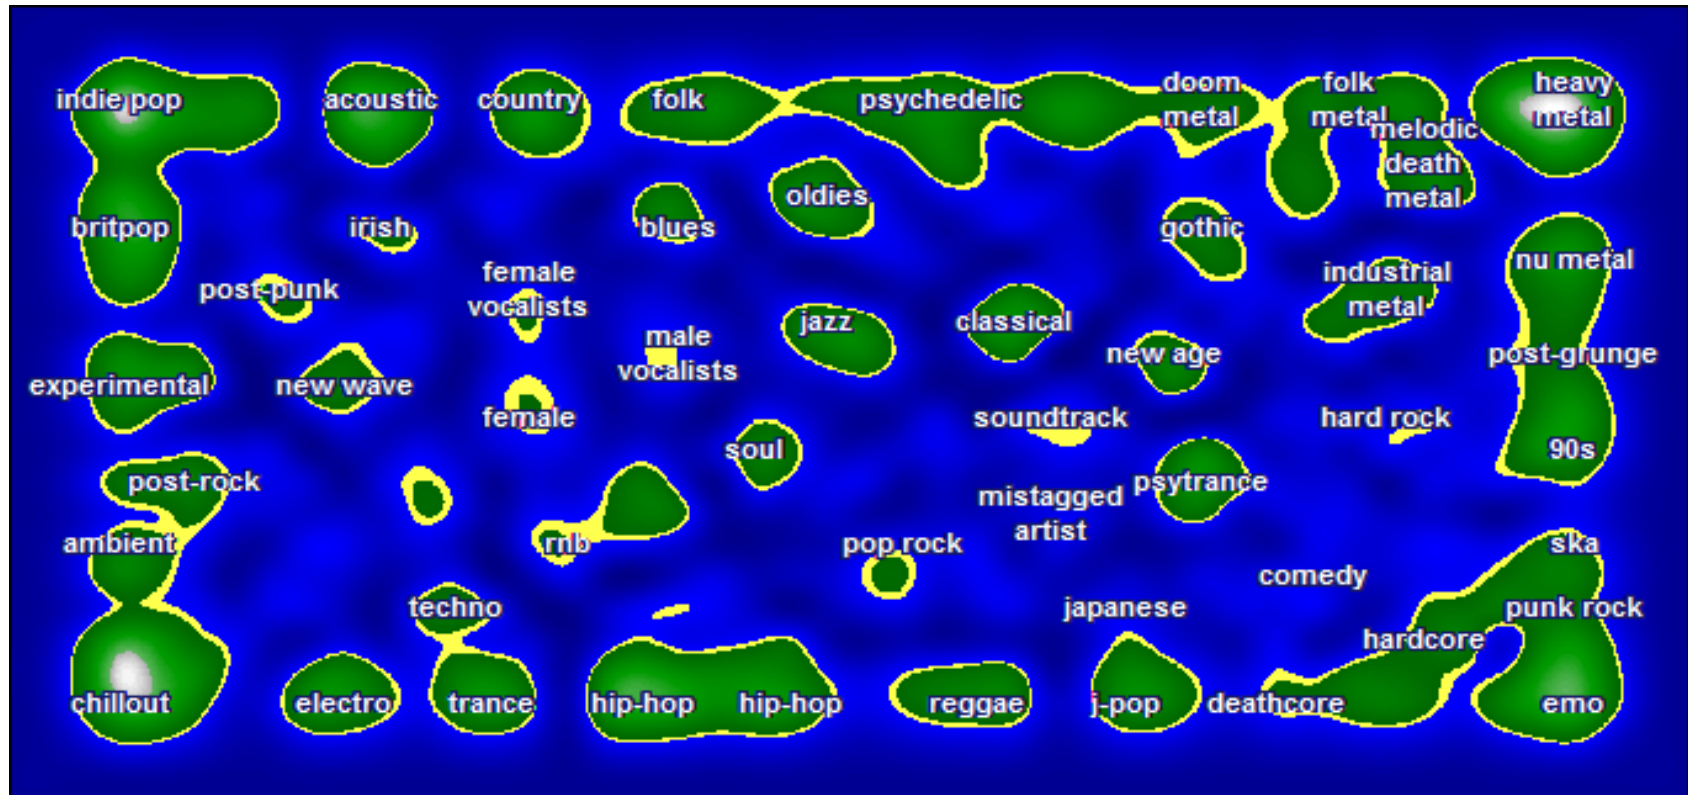 indie pop
acoustic
country
folk
psychedelic
doom
metal
folk
metal
heavy
metal
melodic
death
metal
britpop
irish
blues
oldies
gothic
post-punk
female
vocalists
industrial
metal
nu metal
male
vocalists
jazz
classical
new age
post-grunge
experimental
new wave
female
soundtrack
hard rock
soul
90s
post-rock
mistagged
artist
psytrance
ambient
rnb
pop rock
ska
comedy
techno
japanese
punk rock
hardcore
chillout
electro
trance
hip-hop
hip-hop
reggae
j-pop
deathcore
emo